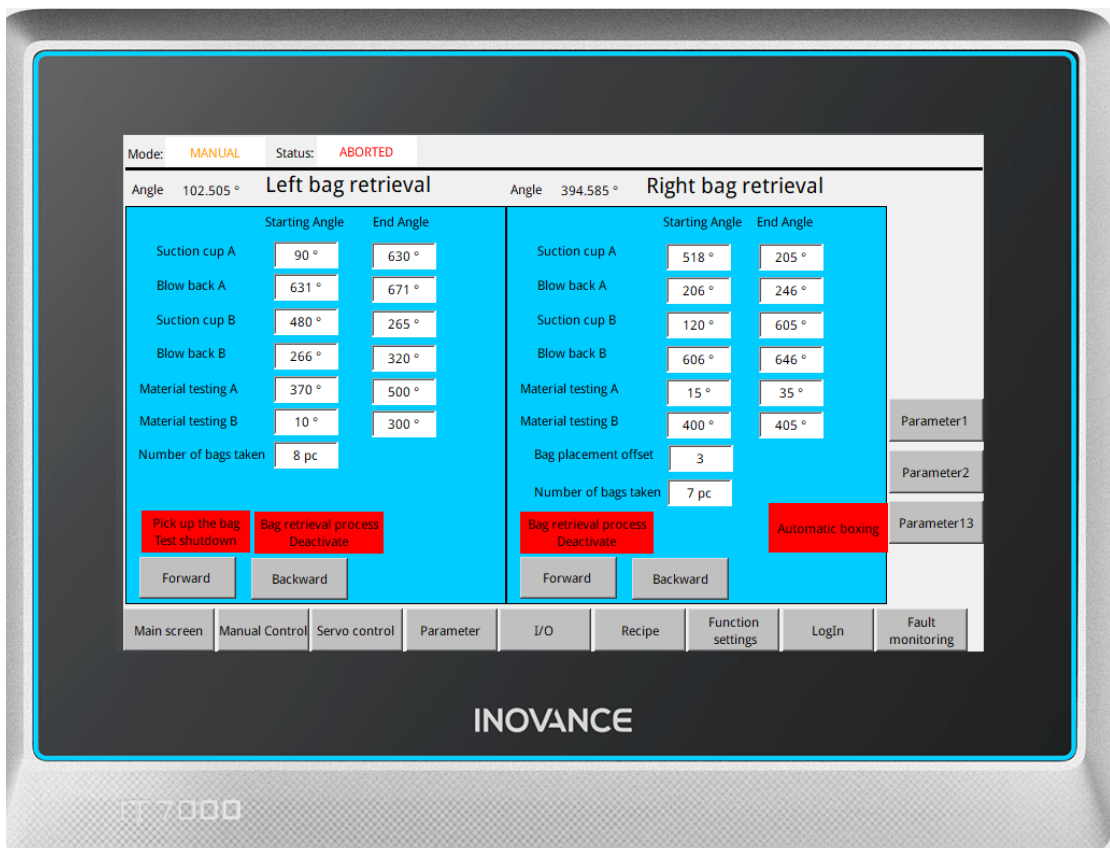 Mode: MANUAL Status: ABORTED
Angle 102.505 ° Left bag retrieval Angle 394.585 ° Right bag retrieval
Starting Angle End Angle Starting Angle End Angle
Suction cup A 90 ° 630 ° Suction cup A 518 ° 205 °
Blow back A 631 ° 671 ° Blow back A 206 ° 246 °
Suction cup B 480 ° 265 ° Suction cup B 120 ° 605 °
Blow back B 266 ° 320 ° Blow back B 606 ° 646 °
Material testing A 370 ° 500 ° Material testing A 15 ° 35 °
Material testing B 10 ° 300 ° Material testing B 400 ° 405 ° Parameter1
Number of bags taken 8 pc Bag placement offset 3 Parameter2
Number of bags taken 7 pc
Pick up the bag Bag retrieval process Bag retrieval process Automatic boxing Parameter13
Test shutdown Deactivate Deactivate
Forward Backward Forward Backward
Main screen Manual Control Servo control Parameter I/O Recipe Function LogIn Fault
settings monitoring
INOVANCE
IT7000